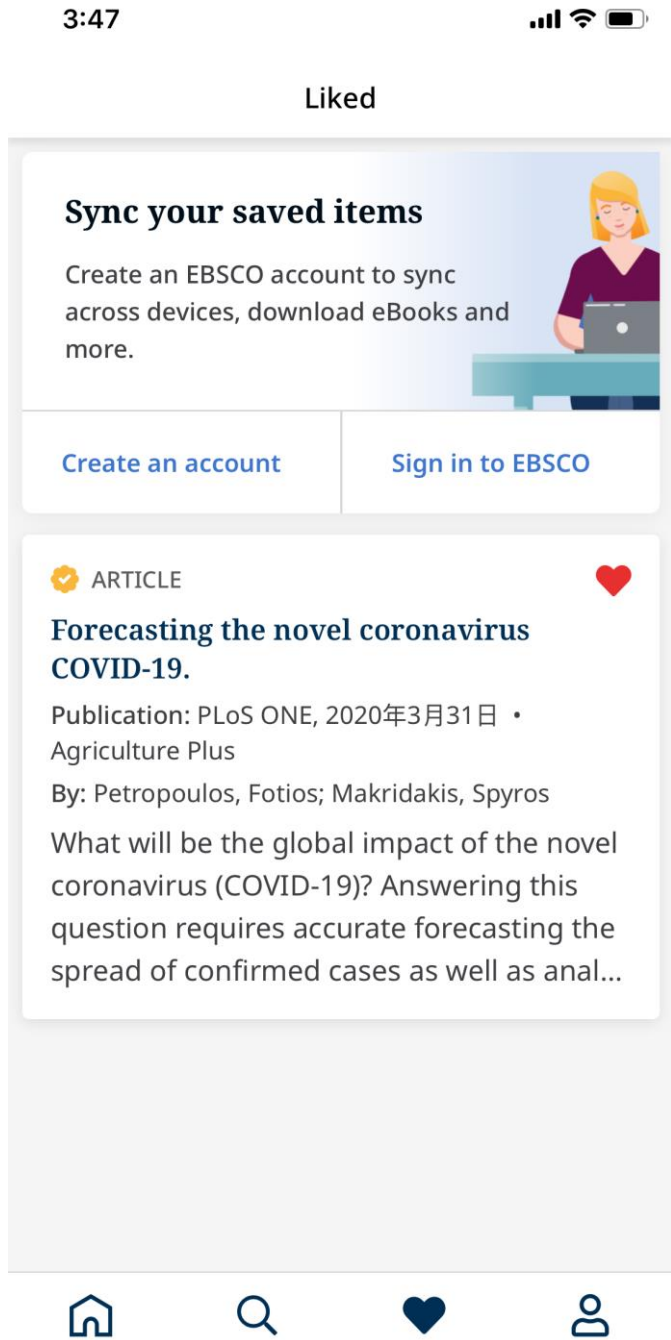 3:47
Liked
Sync your saved items
Create an EBSCO account to sync
across devices, download eBooks and
more.
Create an account
Sign in to EBSCO
ARTICLE
Forecasting the novel coronavirus
COVID-19.
Publication: PLoS ONE, 2020年3月31日 •
Agriculture Plus
By: Petropoulos, Fotios; Makridakis, Spyros
What will be the global impact of the novel
coronavirus (COVID-19)? Answering this
question requires accurate forecasting the
spread of confirmed cases as well as anal...